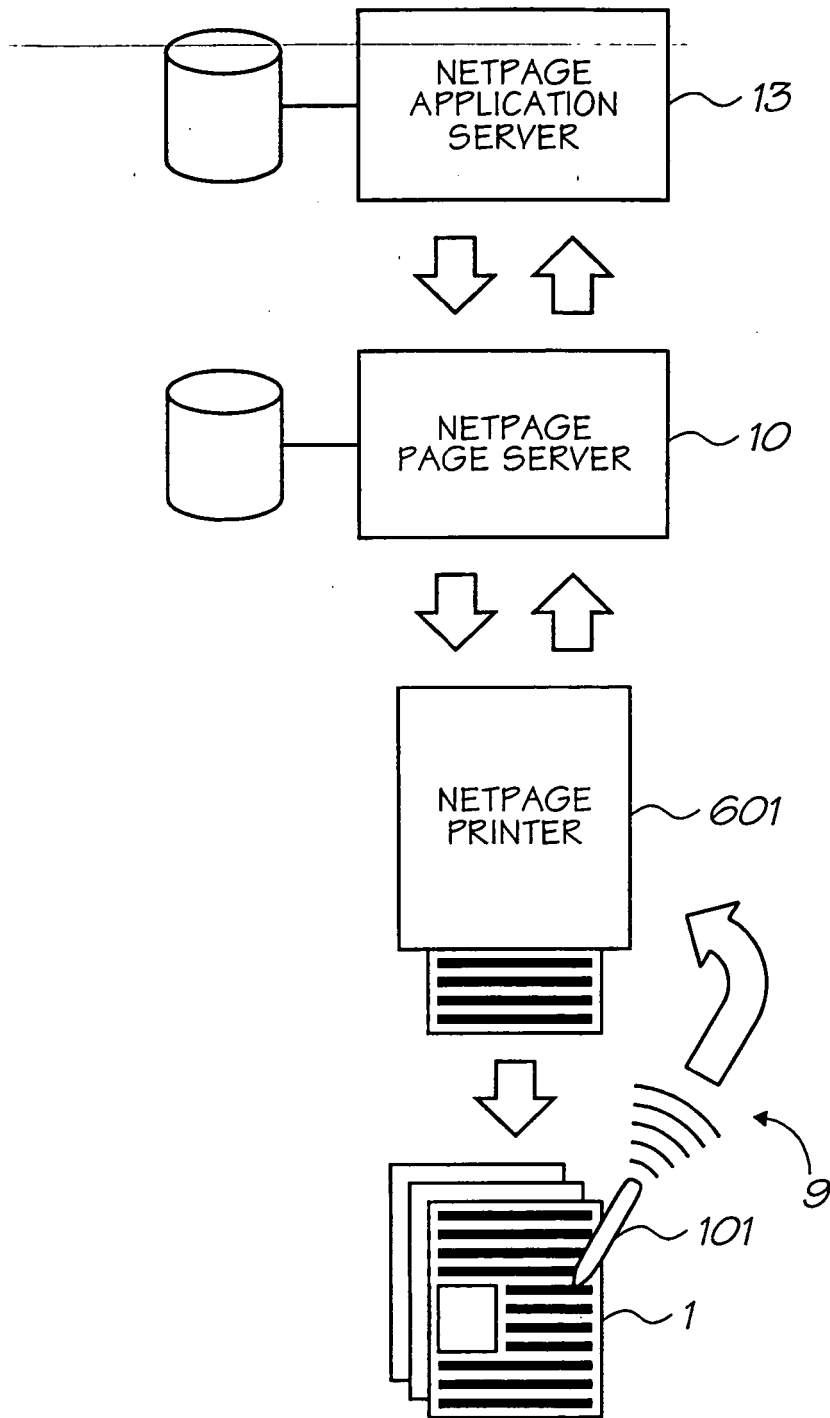 NETPAGE
APPLICATION
SERVER
13
NETPAGE
PAGE SERVER
10
NETPAGE
PRINTER
601
9
101
1